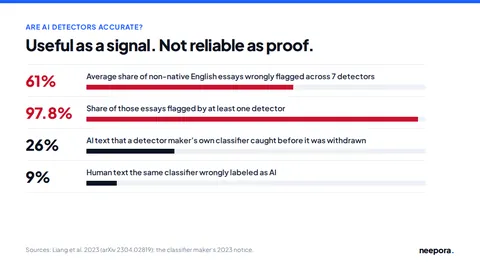 ARE AI DETECTORS ACCURATE?
Useful as a signal. Not reliable as proof.
61%
Average share of non-native English essays wrongly flagged across 7 detectors
97.8%
Share of those essays flagged by at least one detector
26%
AI text that a detector maker's own classifier caught before it was withdrawn
9%
Human text the same classifier wrongly labeled as AI
Sources: Liang et al. 2023 (arXiv 2304.02819); the classifier maker's 2023 notice.
neepora.